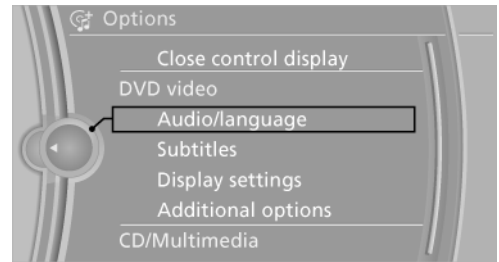 Options
Close control display
DVD video
Audio/language
Subtitles
Display settings
Additional options
CD/Multimedia